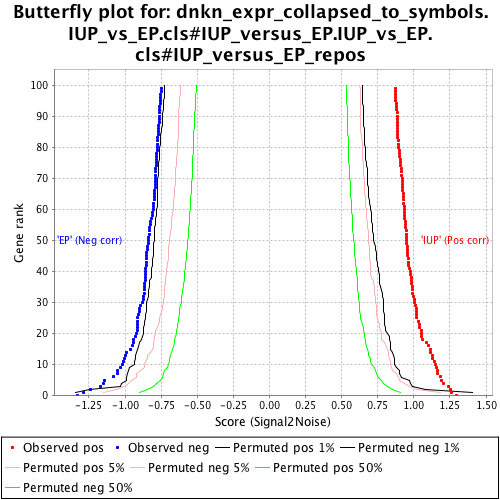 Butterfly plot for: dnkn_expr_collapsed_to_symbols.
IUP_vs_EP.cls#IUP_versus_EP.IUP_vs_EP.
cls#IUP_versus_EP_repos
100
90
80
70
60
50
40
30
20
10
0
Gene rank
'EP' (Neg corr)
'IUP' (Pos corr)
-1.25 -1.00 -0.75 -0.50 -0.25 0.00 0.25 0.50 0.75 1.00 1.25 1.50
Score (Signal2Noise)
Observed pos Observed neg Permuted pos 1% Permuted neg 1%
Permuted pos 5% Permuted neg 5% Permuted pos 50%
Permuted neg 50%